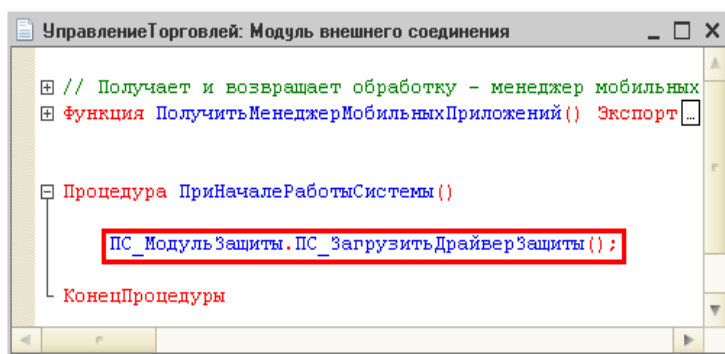 УправлениеТорговлей: Модуль внешнего соединения
// Получает и возвращает обработку - менеджер мобильных
Функция ПолучитьМенеджерМобильныхПриложений() Экспорт...
Процедура ПриНачалеРаботыСистемы()
ПС_МодульЗащиты.ПС_ЗагрузитьДрайверЗащиты();
КонецПроцедуры